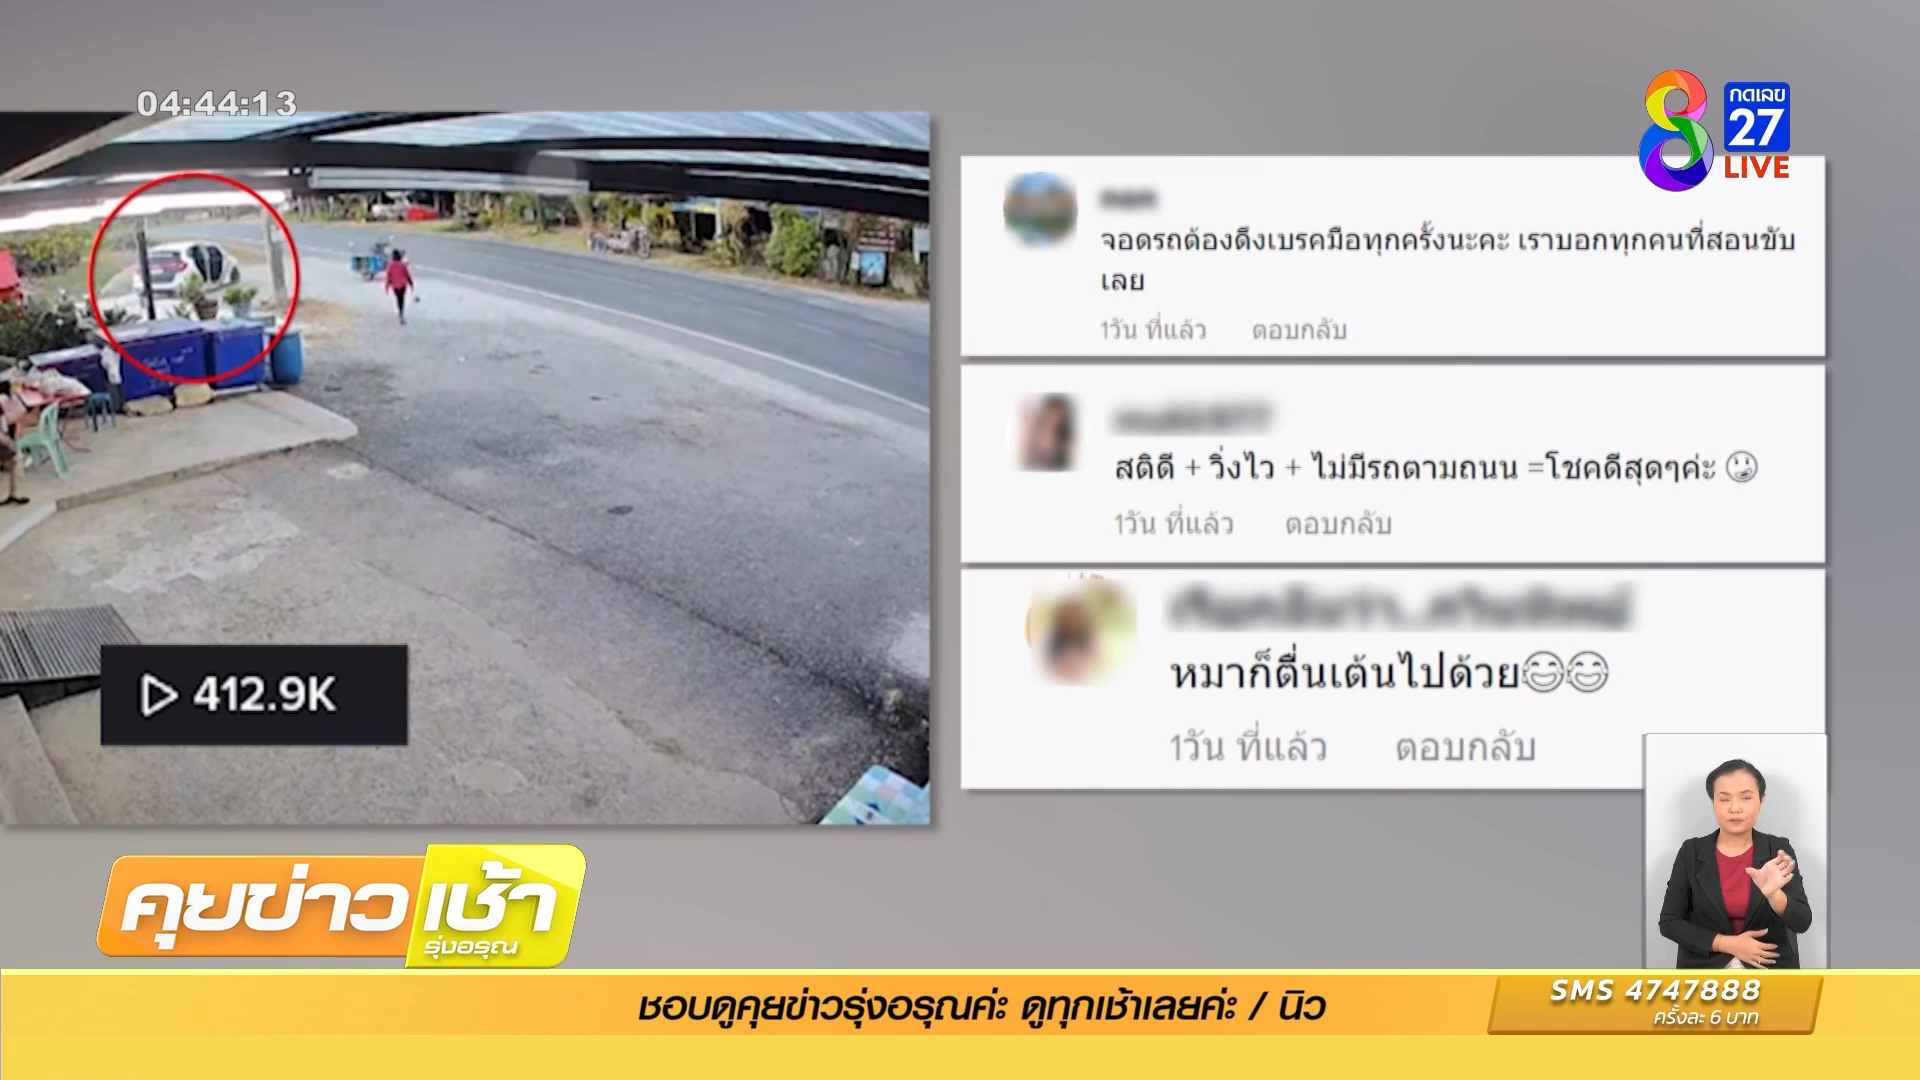 04:44:13
8
กดเลข
27
LIVE
จอดรถต้องดึงเบรคมือทุกครั้งนะคะ เราบอกทุกคนที่สอนขับ
เลย
1วัน ที่แล้ว ตอบกลับ
สติดี + วิ่งไว + ไม่มีรถตามถนน =โชคดีสุดๆค่ะ
1วัน ที่แล้ว ตอบกลับ
หมาก็ตื่นเต้นไปด้วย😂😂
1วัน ที่แล้ว ตอบกลับ
412.9K
คุยข่าวเช้า
รุ่งอรุณ
ชอบดูคุยข่าวรุ่งอรุณค่ะ ดูทุกเช้าเลยค่ะ / นิว
SMS 4747888
ครั้งละ 6 บาท